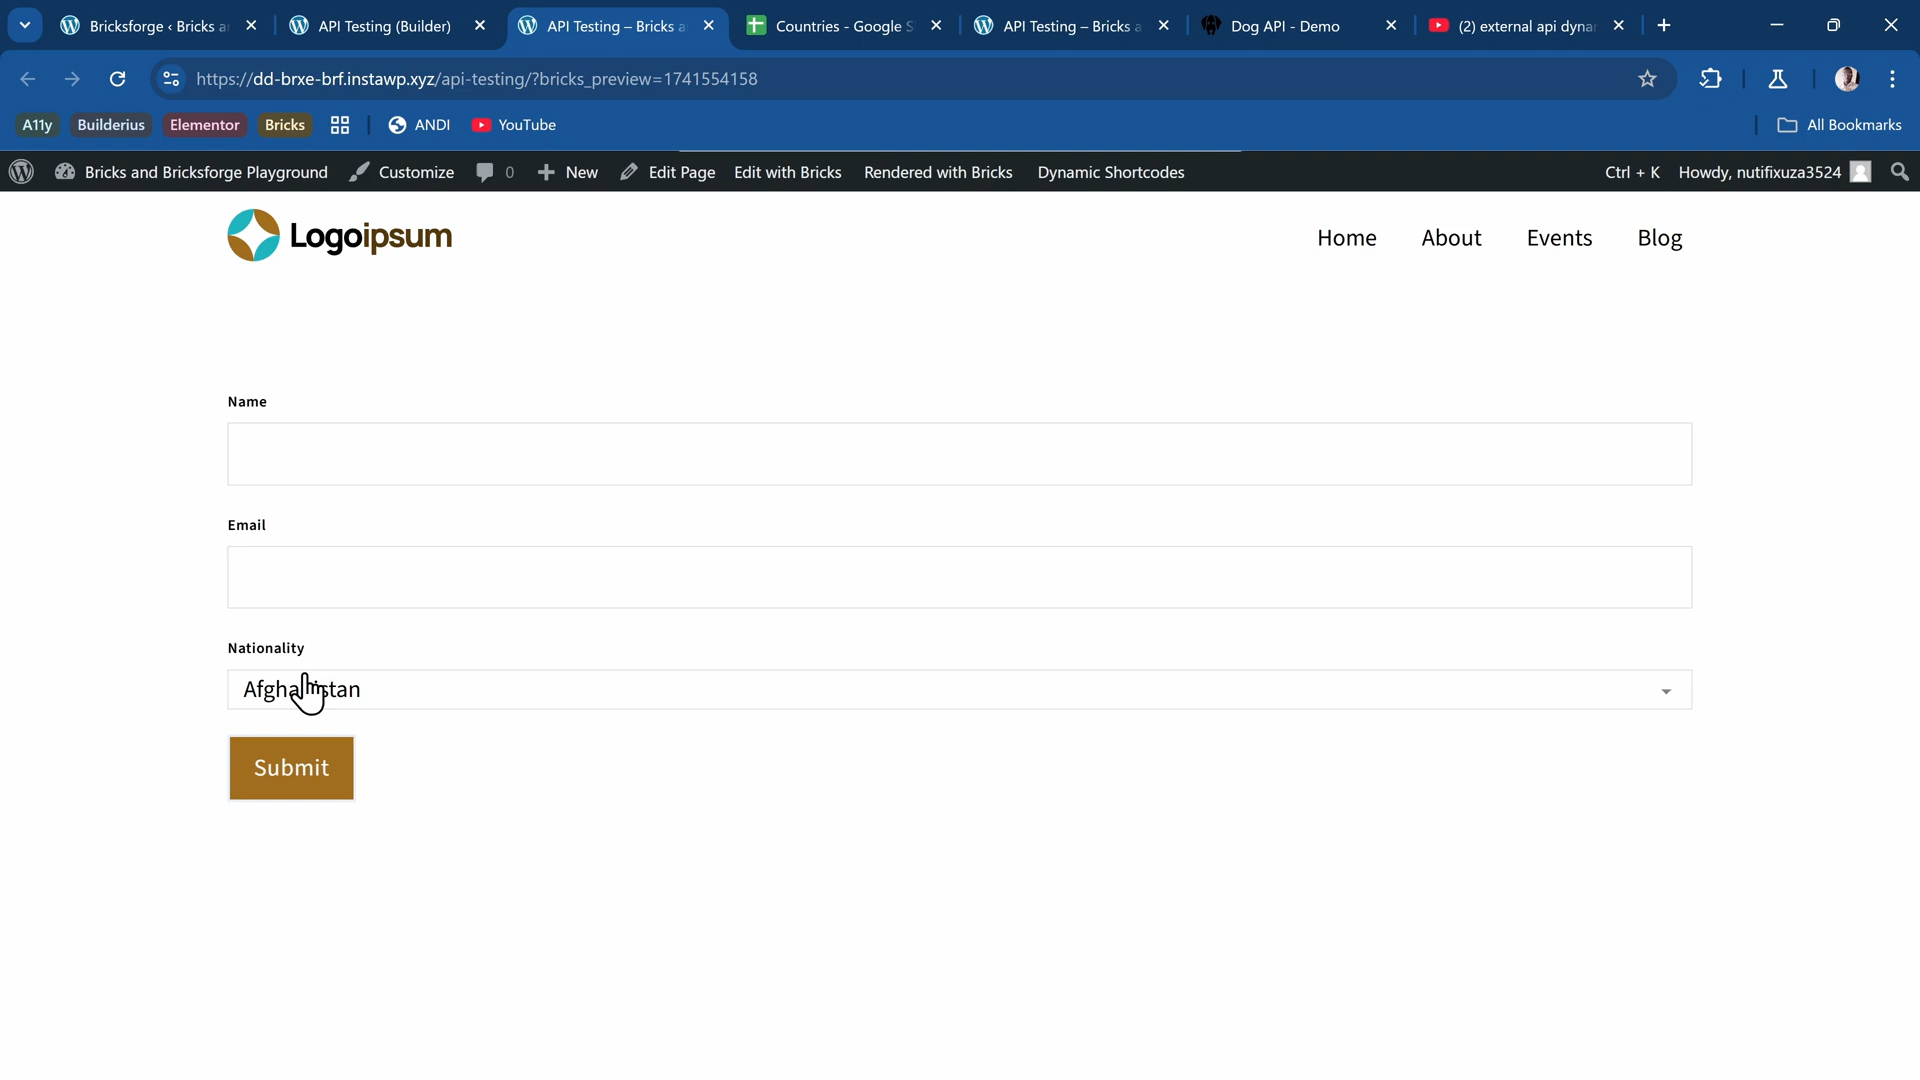 Bricksforge ‹ Bricks a
API Testing (Builder)
API Testing – Bricks a
Countries - Google S
API Testing – Bricks a
Dog API - Demo
(2) external api dyna
https://dd-brxe-brf.instawp.xyz/api-testing/?bricks_preview=1741554158
A11y
Builderius
Elementor
Bricks
ANDI
YouTube
All Bookmarks
Bricks and Bricksforge Playground
Customize
0
New
Edit Page
Edit with Bricks
Rendered with Bricks
Dynamic Shortcodes
Ctrl + K
Howdy, nutifixuza3524
Logoipsum
Home
About
Events
Blog
Name
Email
Nationality
Afghanistan
Submit